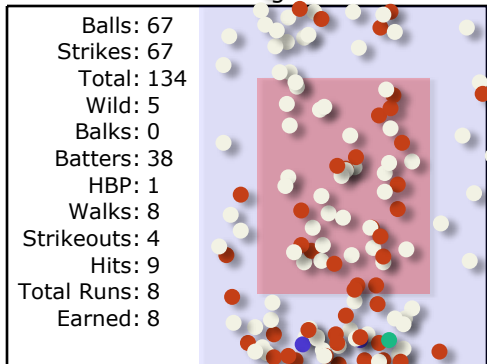 Balls: 67
Strikes: 67
Total: 134
Wild: 5
Balks: 0
Batters: 38
HBP: 1
Walks: 8
Strikeouts: 4
Hits: 9
Total Runs: 8
Earned: 8